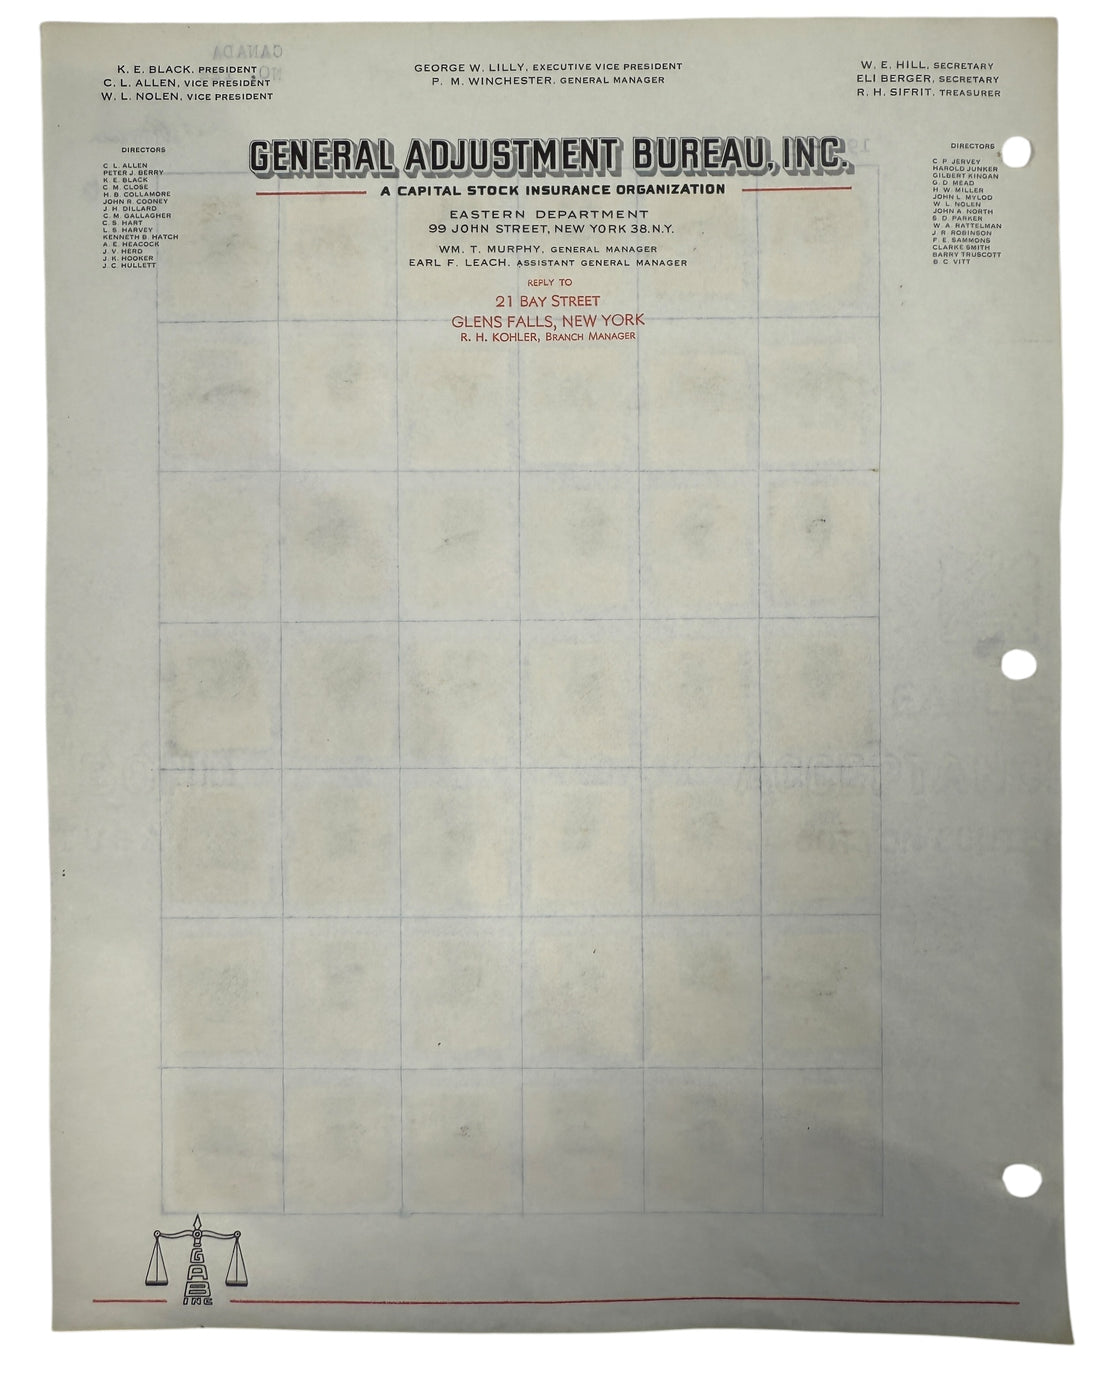 K. E. BLACK, PRESIDENT
C. L. ALLEN, VICE PRESIDENT
W. L. NOLEN, VICE PRESIDENT
GEORGE W. LILLY, EXECUTIVE VICE PRESIDENT
P. M. WINCHESTER, GENERAL MANAGER
W. E. HILL, SECRETARY
ELI BERGER, SECRETARY
R. H. SIFRIT, TREASURER
CANADA
GENERAL ADJUSTMENT BUREAU, INC.
A CAPITAL STOCK INSURANCE ORGANIZATION
EASTERN DEPARTMENT
99 JOHN STREET, NEW YORK 38. N.Y.
WM. T. MURPHY, GENERAL MANAGER
EARL F. LEACH, ASSISTANT GENERAL MANAGER
REPLY TO
21 BAY STREET
GLENS FALLS, NEW YORK
R. H. KOHLER, BRANCH MANAGER
DIRECTORS
C. L. ALLEN
PETER J. BERRY
K. E. BLACK
C. M. CLOSE
H. B. COLLAMORE
JOHN R. COONEY
J. H. DILLARD
C. M. GALLAGHER
C. S. HART
L. S. HARVEY
KENNETH B. HATCH
A. E. HEACOCK
J. V. HERD
J. K. HOOKER
J. C. HULLETT
DIRECTORS
C. P. JERVEY
HAROLD JUNKER
GILBERT KINGAN
G. D. MEAD
H. W. MILLER
JOHN L. MYLOD
W. L. NOLEN
JOHN A. NORTH
S. D. PARKER
W. A. RATTELMAN
J. R. ROBINSON
F. E. SAMMONS
CLARKE SMITH
BARRY TRUSCOTT
B. C. VITT
GAB INC